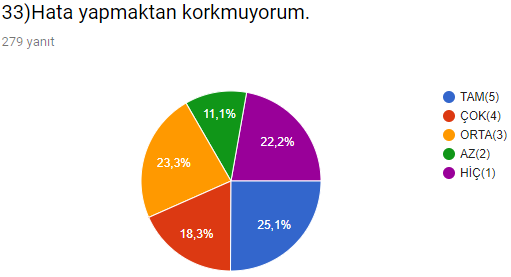 33)Hata yapmaktan korkmuyorum.
279 yanıt
TAM(5)
ÇOK(4)
ORTA(3)
AZ(2)
HİÇ(1)
11,1%
22,2%
23,3%
18,3%
25,1%